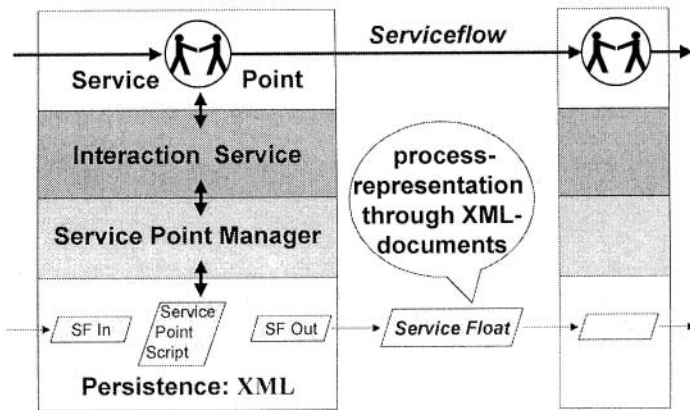 Serviceflow
Service Point
Interaction Service
process-
representation
through XML-
documents
Service Point Manager
SF In
Service
Point
Script
SF Out
Service Float
Persistence: XML